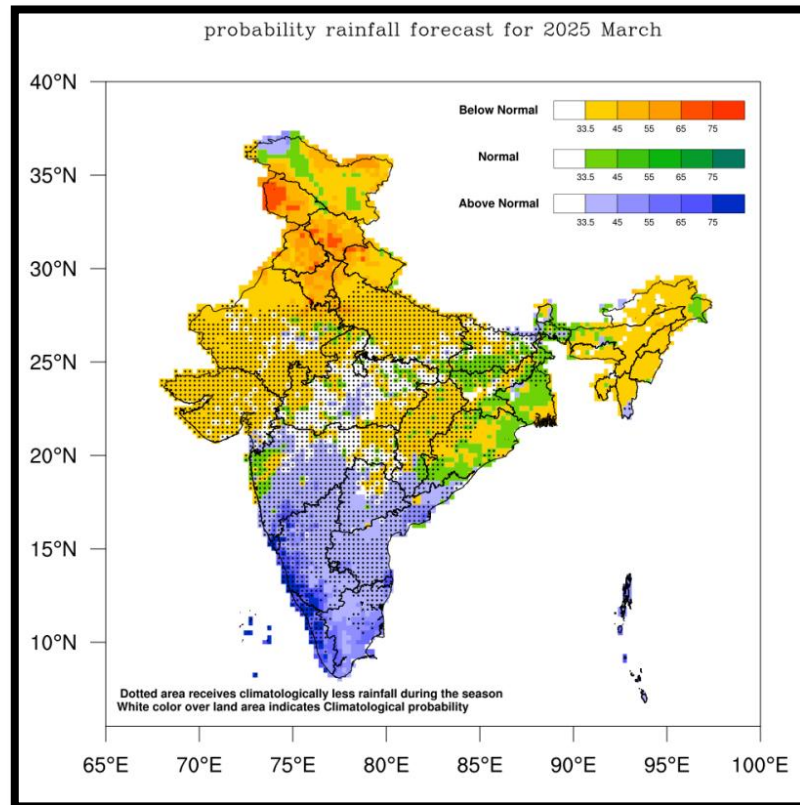 probability rainfall forecast for 2025 March
40°N
35°N
30°N
25°N
20°N
15°N
10°N
Below Normal
33.5 45 55 65 75
Normal
33.5 45 55 65 75
Above Normal
33.5 45 55 65 75
Dotted area receives climatologically less rainfall during the season
White color over land area indicates Climatological probability
65°E 70°E 75°E 80°E 85°E 90°E 95°E 100°E